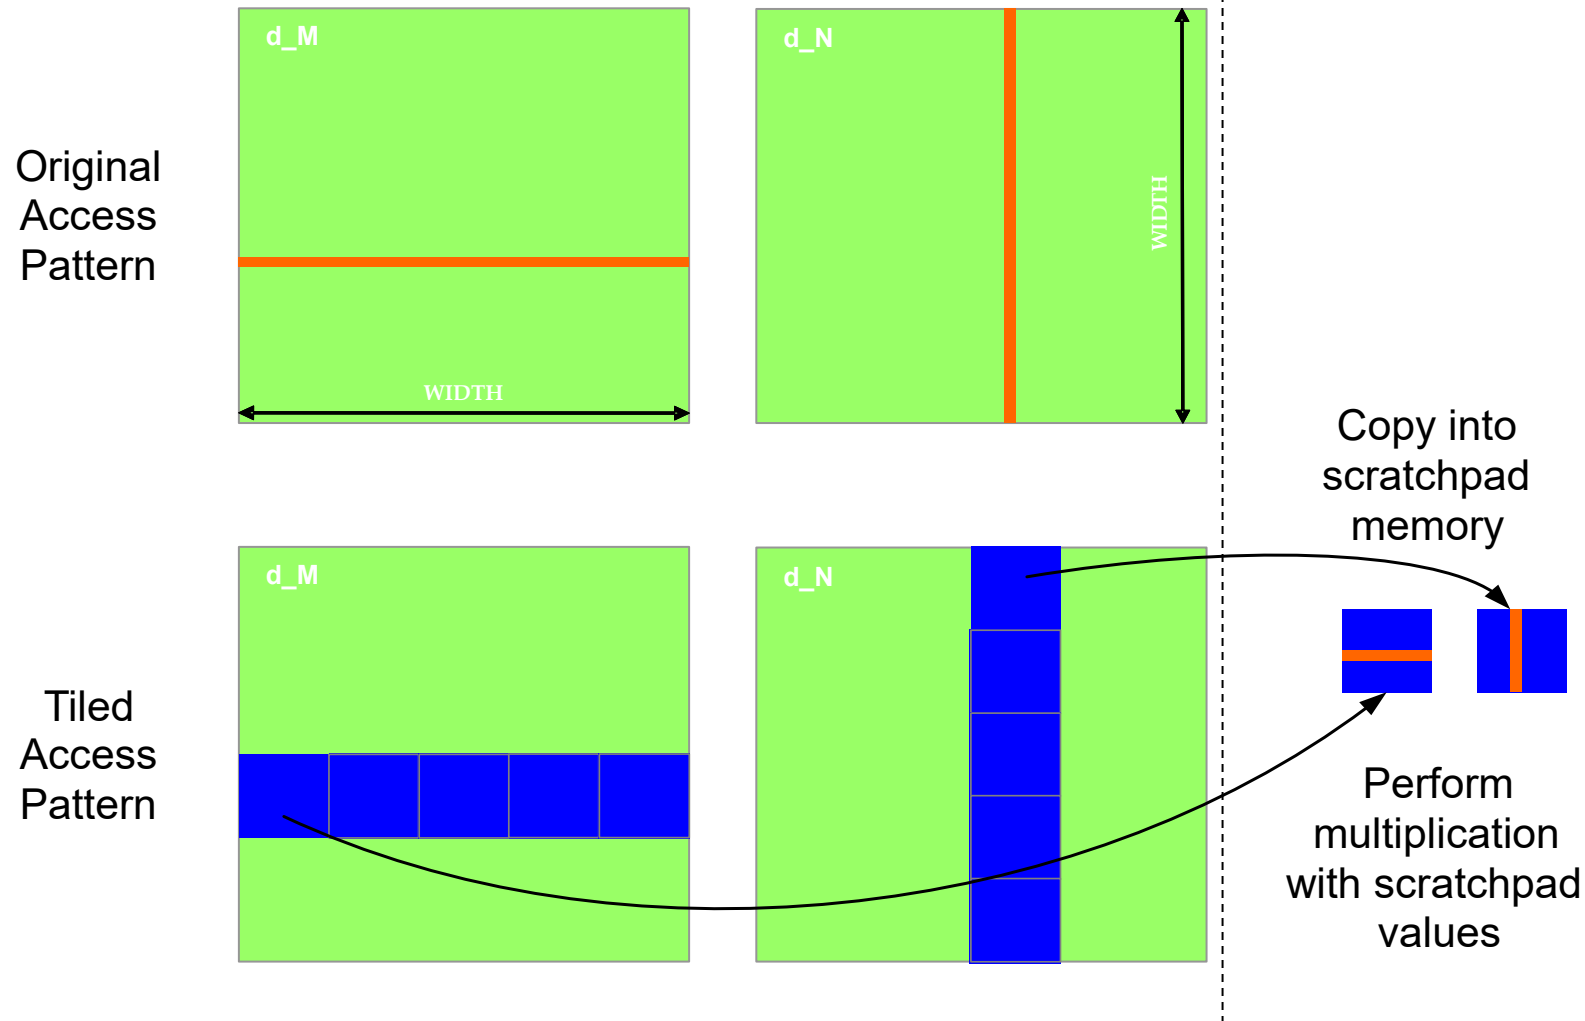 d_M
d_N
Original
Access
Pattern
WIDTH
WIDTH
Copy into
scratchpad
memory
d_M
d_N
Tiled
Access
Pattern
Perform
multiplication
with scratchpad
values